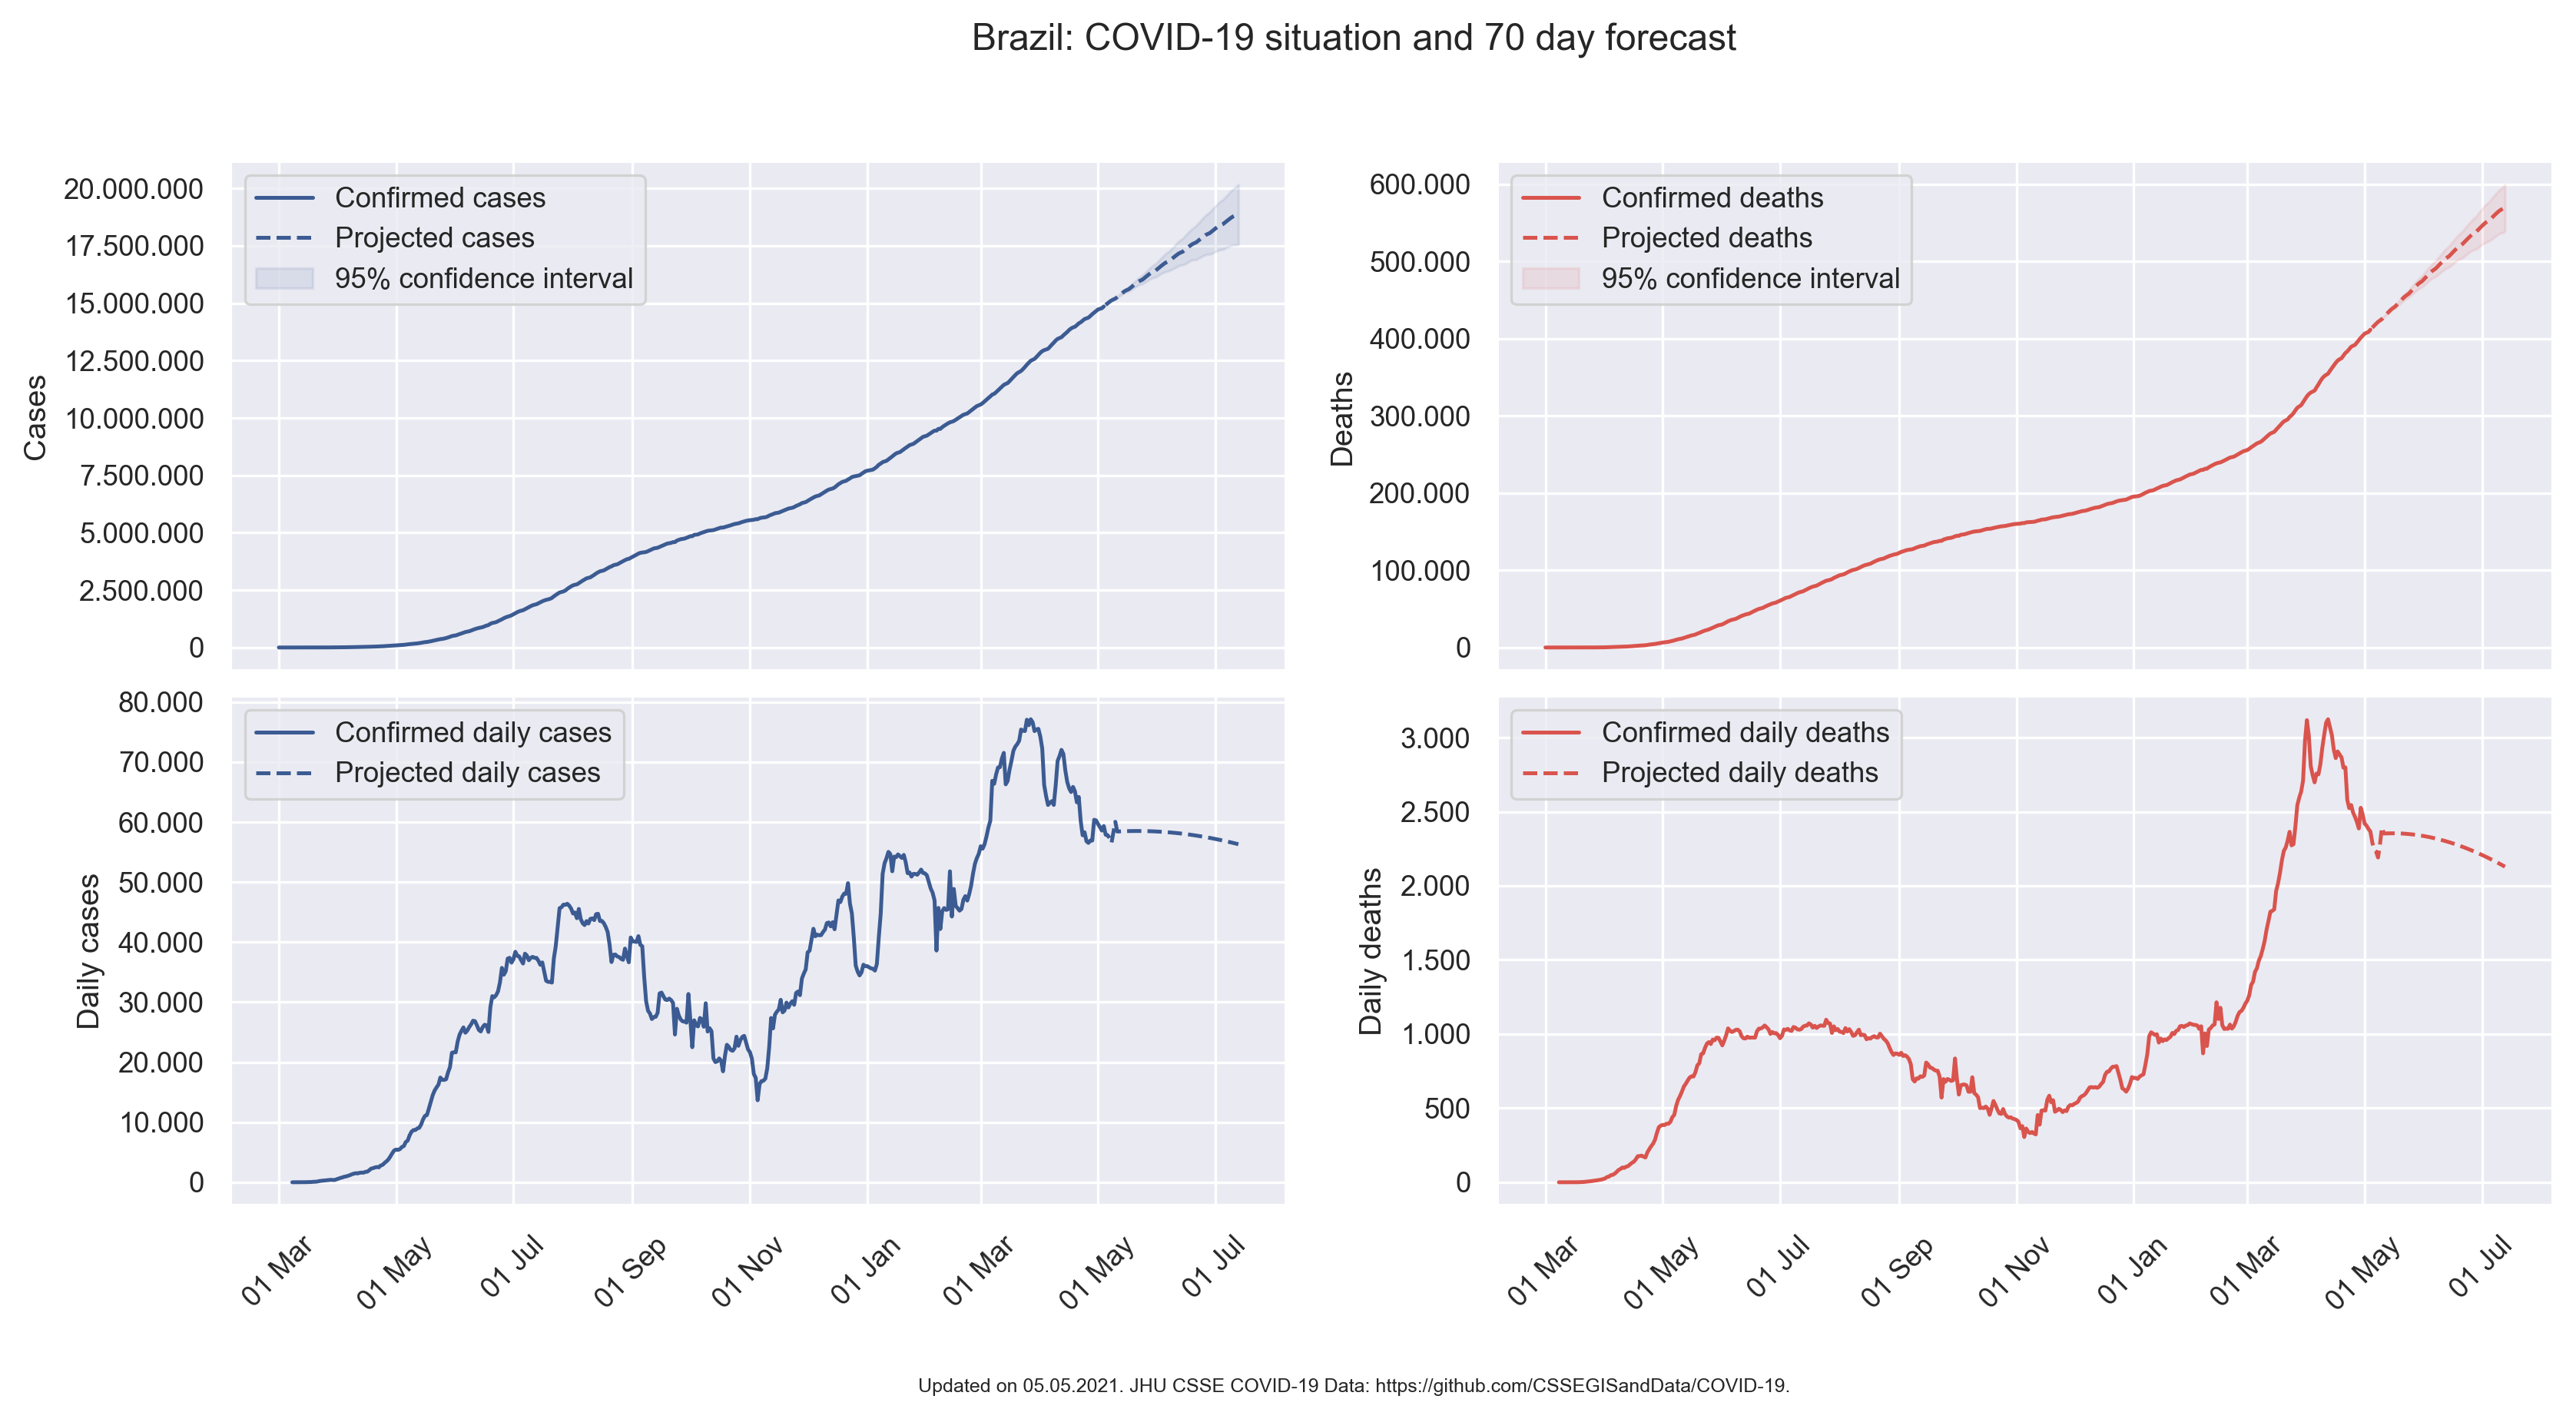 Brazil: COVID-19 situation and 70 day forecast
Cases
20.000.000
17.500.000
15.000.000
12.500.000
10.000.000
7.500.000
5.000.000
2.500.000
0
Confirmed cases
Projected cases
95% confidence interval
Deaths
600.000
500.000
400.000
300.000
200.000
100.000
0
Confirmed deaths
Projected deaths
95% confidence interval
Daily cases
80.000
70.000
60.000
50.000
40.000
30.000
20.000
10.000
0
Confirmed daily cases
Projected daily cases
01 Mar
01 May
01 Jul
01 Sep
01 Nov
01 Jan
01 Mar
01 May
01 Jul
Daily deaths
3.000
2.500
2.000
1.500
1.000
500
0
Confirmed daily deaths
Projected daily deaths
01 Mar
01 May
01 Jul
01 Sep
01 Nov
01 Jan
01 Mar
01 May
01 Jul
Updated on 05.05.2021. JHU CSSE COVID-19 Data: https://github.com/CSSEGISandData/COVID-19.